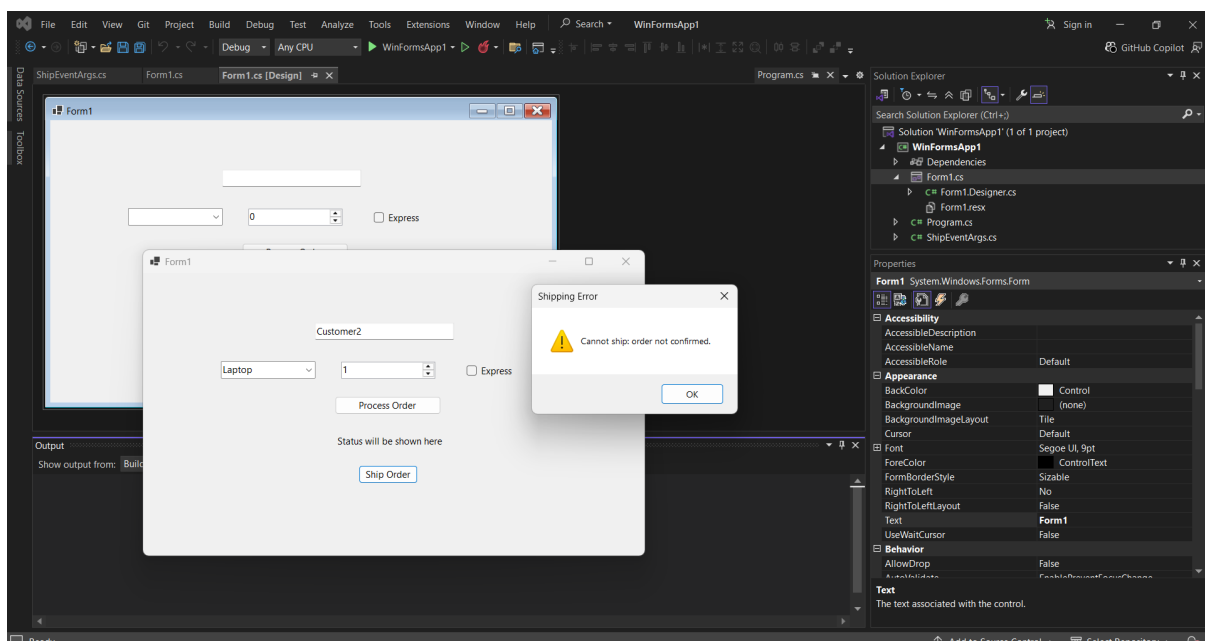 File Edit View Git Project Build Debug Test Analyze Tools Extensions Window Help Search WinFormsApp1 Sign in
Debug Any CPU WinFormsApp1 GitHub Copilot
Data Sources
Toolbox
ShipEventArgs.cs Form1.cs Form1.cs [Design] Program.cs
Form1
0 Express
Form1
Customer2
Laptop 1 Express
Process Order
Status will be shown here
Ship Order
Shipping Error
Cannot ship: order not confirmed.
OK
Output
Show output from:
Solution Explorer
Search Solution Explorer (Ctrl+;)
Solution 'WinFormsApp1' (1 of 1 project)
WinFormsApp1
Dependencies
Form1.cs
C# Form1.Designer.cs
Form1.resx
C# Program.cs
C# ShipEventArgs.cs
Properties
Form1 System.Windows.Forms.Form
Accessibility
AccessibleDescription
AccessibleName
AccessibleRole Default
Appearance
BackColor Control
BackgroundImage (none)
BackgroundImageLayout Tile
Cursor Default
Font Segoe UI, 9pt
ForeColor ControlText
FormBorderStyle Sizable
RightToLeft No
RightToLeftLayout False
Text Form1
UseWaitCursor False
Behavior
AllowDrop False
Text
The text associated with the control.